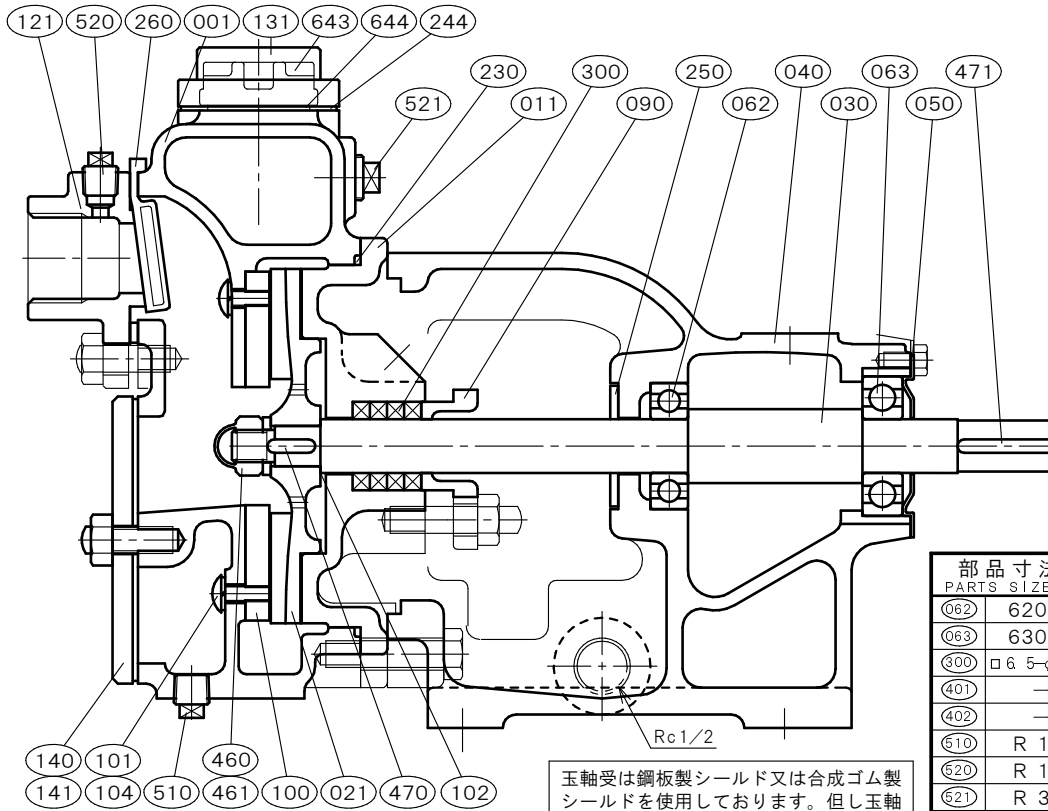 121 520 260 001 131 643 644 244
230 300 250 040 063 471
521 011 090 062 030 050
Rc1/2
140 101 460
141 104 510 461 100 021 470 102
玉軸受は鋼板製シールド又は合成ゴム製
シールドを使用しております。但し玉軸
部品寸
PARTS SIZE
062 620
063 630
300 □6.5-
401 —
402 —
510 R 1
520 R 1
521 R 3